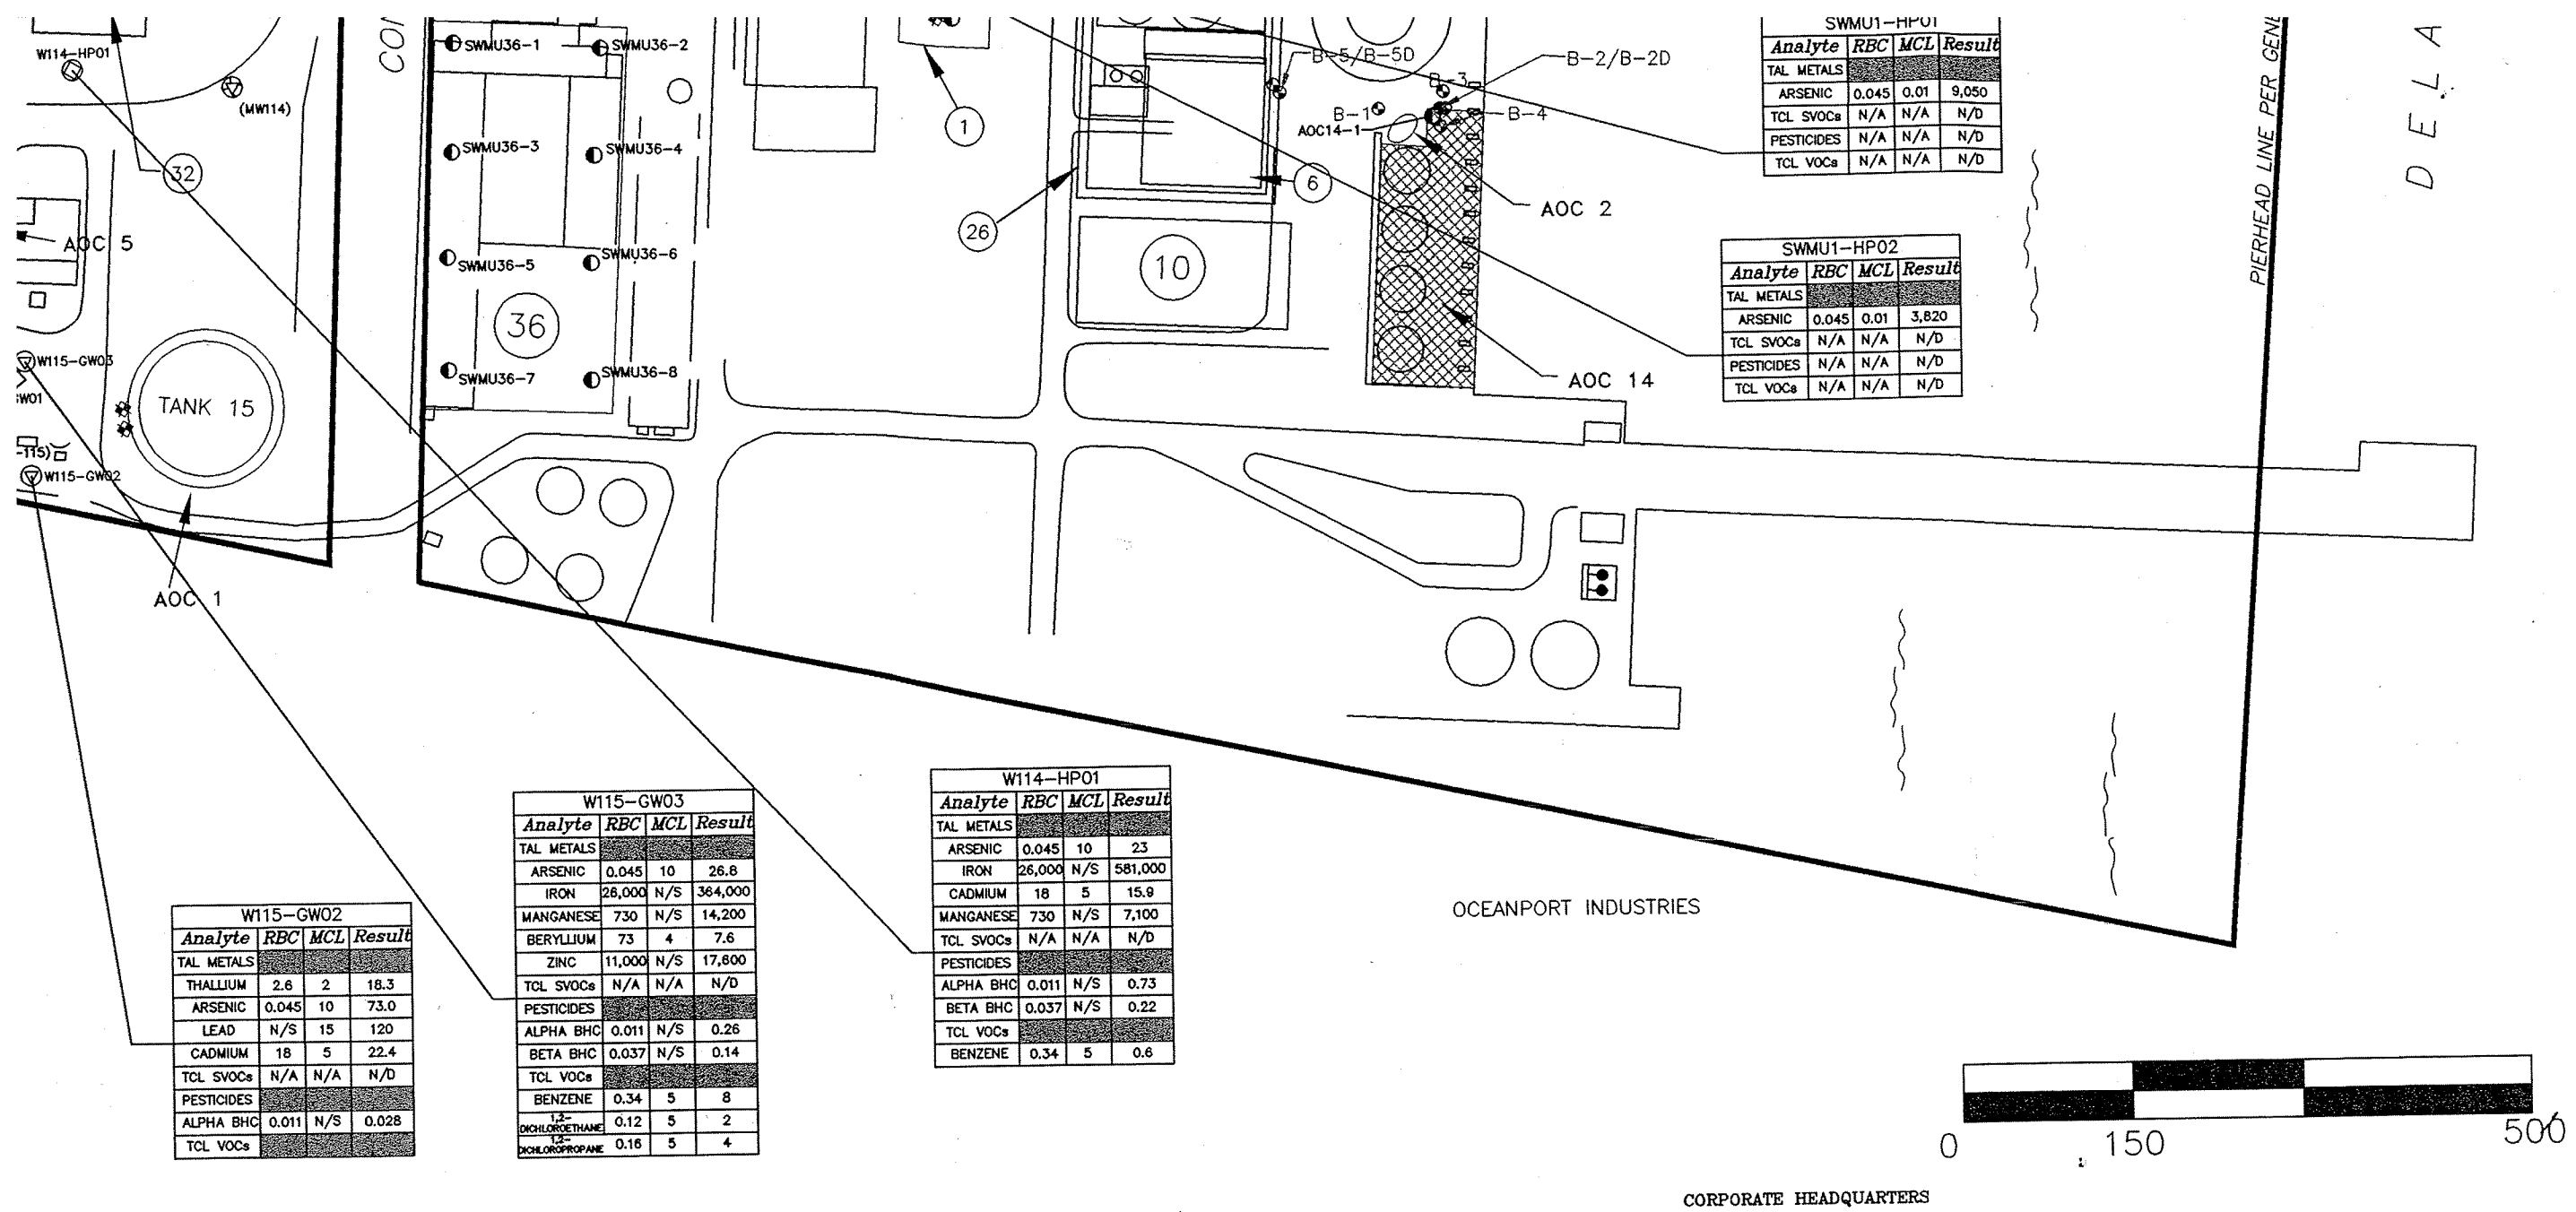 SWMU1-HP01
Analyte RBC MCL Result
TAL METALS
ARSENIC 0.045 0.01 9,050
TCL SVOCs N/A N/A N/D
PESTICIDES N/A N/A N/D
TCL VOCs N/A N/A N/D
PIERHEAD LINE PER GENE
DELA
W114-HP01
(MW114)
32
AOC 5
W115-GW03
GW01
-115)
W115-GW02
TANK 15
AOC 1
COR
SWMU36-1
SWMU36-2
SWMU36-3
SWMU36-4
SWMU36-5
SWMU36-6
36
SWMU36-7
SWMU36-8
1
26
6
10
B-5/B-5D
B-2/B-2D
B-3
B-1
B-4
AOC14-1
AOC 2
AOC 14
SWMU1-HP02
Analyte RBC MCL Result
TAL METALS
ARSENIC 0.045 0.01 3,820
TCL SVOCs N/A N/A N/D
PESTICIDES N/A N/A N/D
TCL VOCs N/A N/A N/D
W115-GW02
Analyte RBC MCL Result
TAL METALS
THALLIUM 2.6 2 18.3
ARSENIC 0.045 10 73.0
LEAD N/S 15 120
CADMIUM 18 5 22.4
TCL SVOCs N/A N/A N/D
PESTICIDES
ALPHA BHC 0.011 N/S 0.028
TCL VOCs
W115-GW03
Analyte RBC MCL Result
TAL METALS
ARSENIC 0.045 10 26.8
IRON 26,000 N/S 364,000
MANGANESE 730 N/S 14,200
BERYLLIUM 73 4 7.6
ZINC 11,000 N/S 17,600
TCL SVOCs N/A N/A N/D
PESTICIDES
ALPHA BHC 0.011 N/S 0.26
BETA BHC 0.037 N/S 0.14
TCL VOCs
BENZENE 0.34 5 8
1,2-
DICHLOROETHANE 0.12 5 2
1,2-
DICHLOROPROPANE 0.16 5 4
W114-HP01
Analyte RBC MCL Result
TAL METALS
ARSENIC 0.045 10 23
IRON 26,000 N/S 581,000
CADMIUM 18 5 15.9
MANGANESE 730 N/S 7,100
TCL SVOCs N/A N/A N/D
PESTICIDES
ALPHA BHC 0.011 N/S 0.73
BETA BHC 0.037 N/S 0.22
TCL VOCs
BENZENE 0.34 5 0.6
OCEANPORT INDUSTRIES
0 150 500
CORPORATE HEADQUARTERS